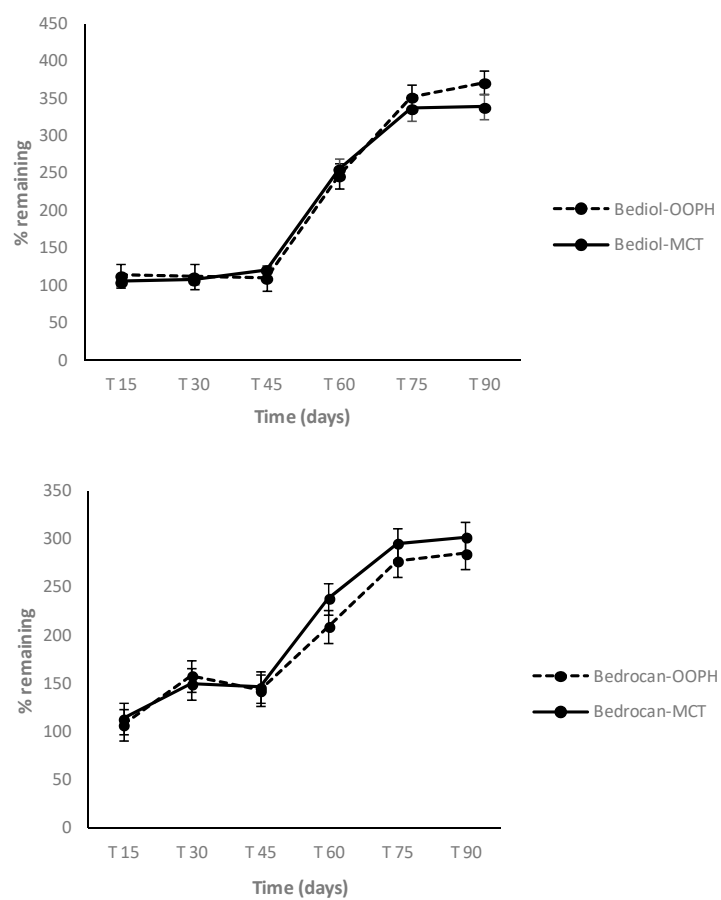 450
400
350
300
250
200
150
100
50
0
% remaining
T 15 T 30 T 45 T 60 T 75 T 90
Time (days)
Bediol-OOPH
Bediol-MCT
350
300
250
200
150
100
50
0
% remaining
T 15 T 30 T 45 T 60 T 75 T 90
Time (days)
Bedrocan-OOPH
Bedrocan-MCT